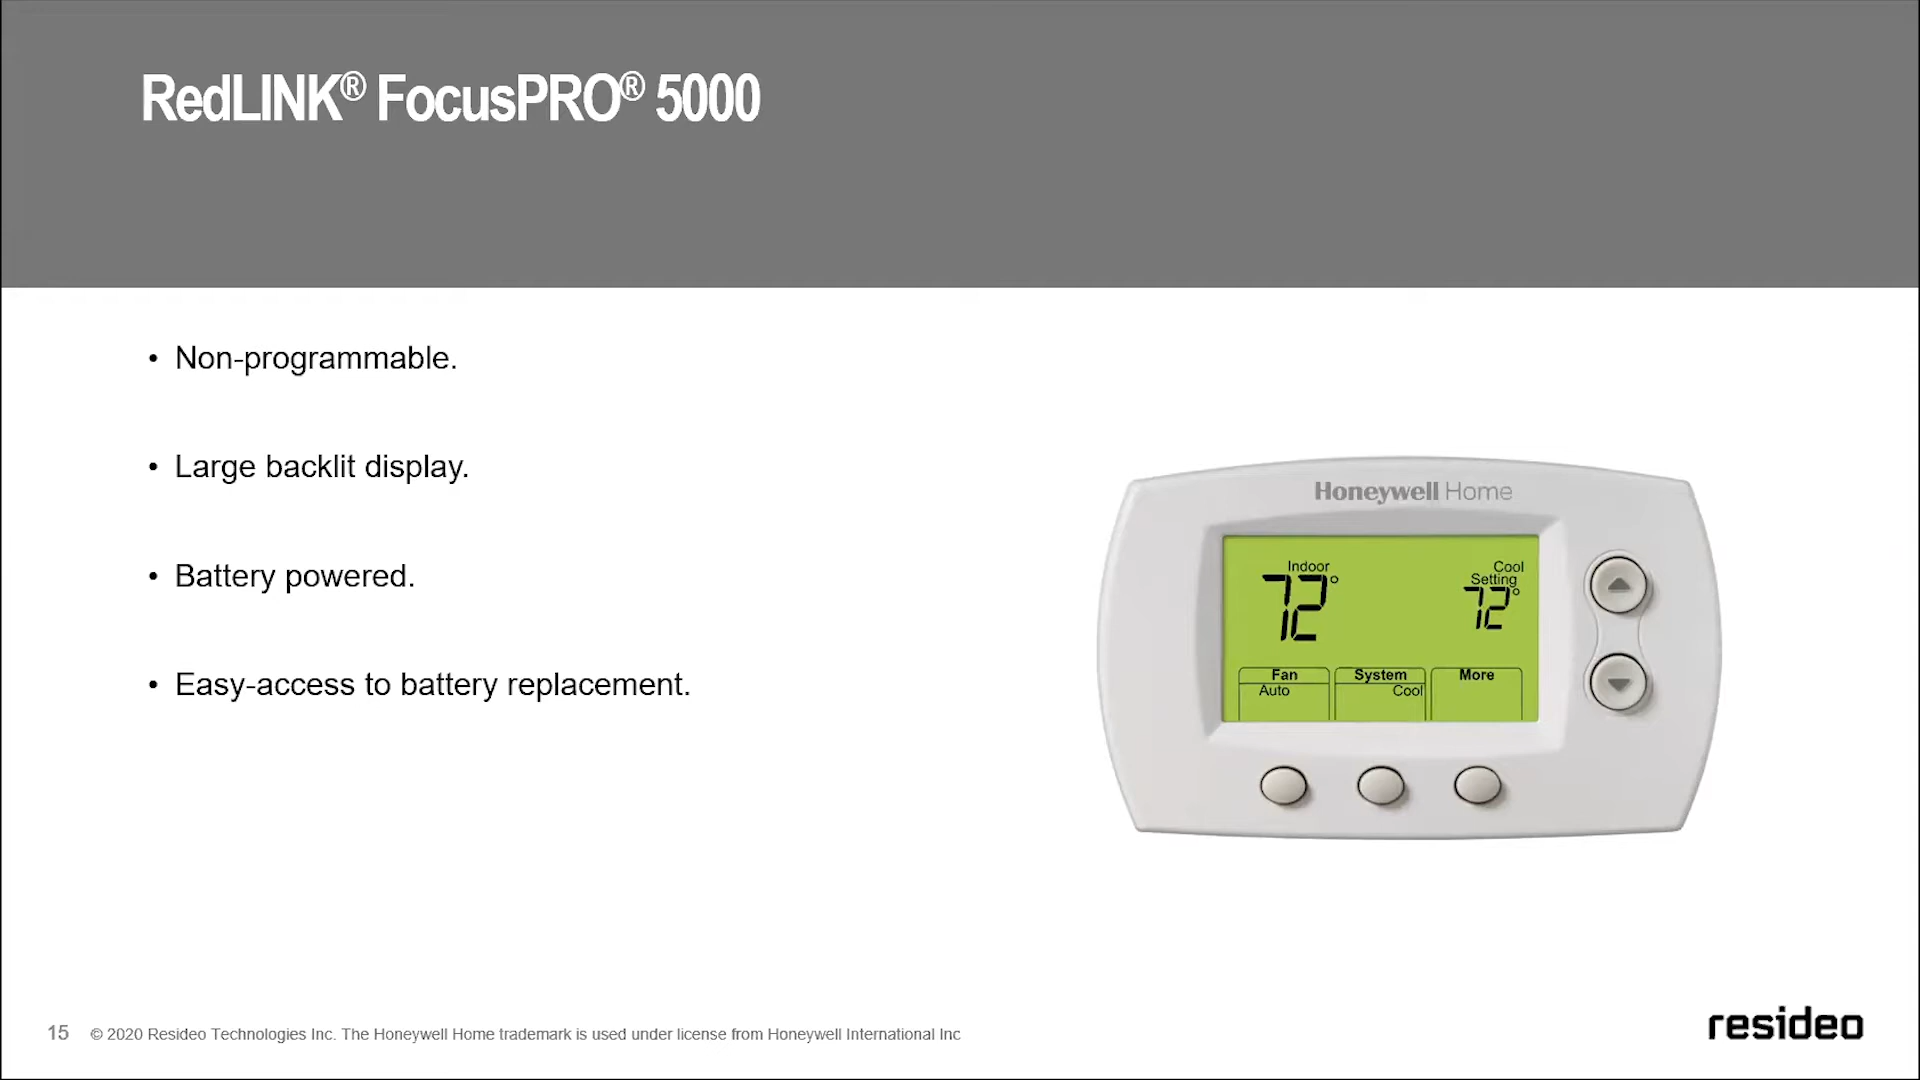 RedLINK® FocusPRO® 5000
• Non-programmable.
• Large backlit display.
• Battery powered.
• Easy-access to battery replacement.
Honeywell Home
Indoor
72°
Cool
Setting
72°
Fan
Auto
System
Cool
More
15 © 2020 Resideo Technologies Inc. The Honeywell Home trademark is used under license from Honeywell International Inc
resideo